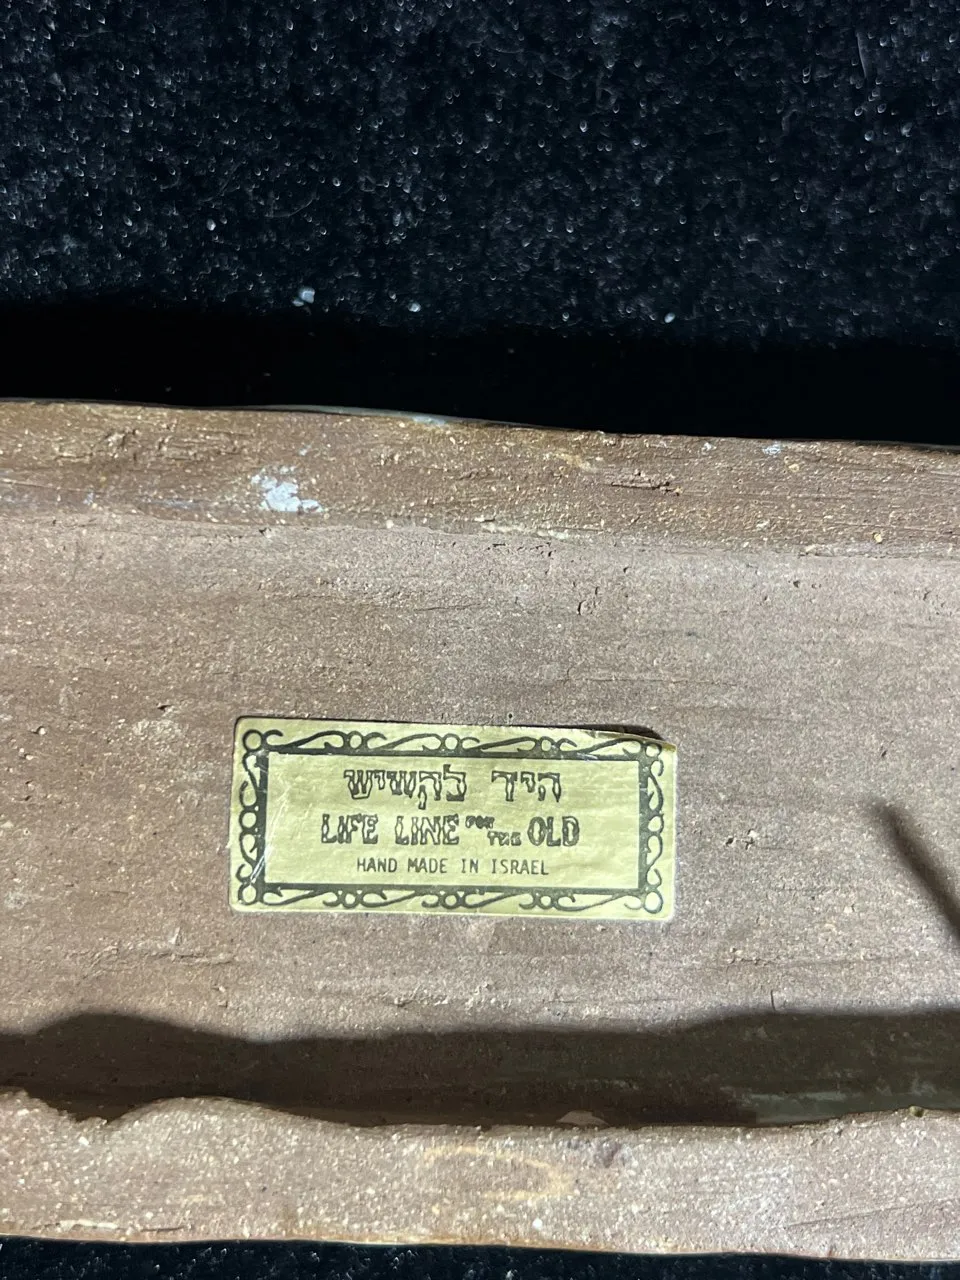 היד לקשיש
LIFE LINE FOR THE OLD
HAND MADE IN ISRAEL